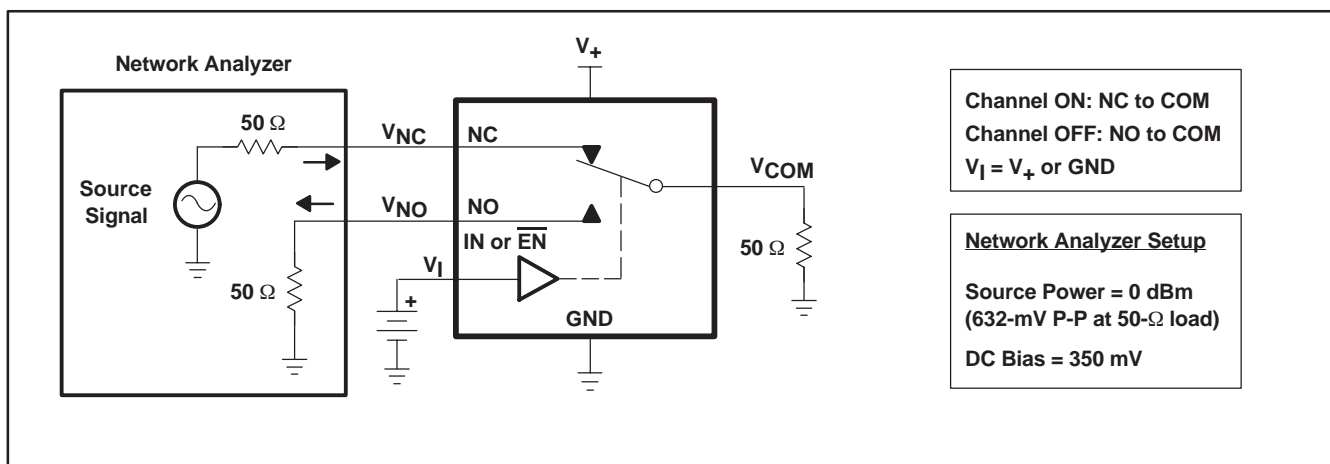 V+
Network Analyzer
50 Ω
VNC
NC
Source
Signal
VNO
NO
IN or E̅N̅
VI
+
50 Ω
GND
VCOM
50 Ω
Channel ON: NC to COM
Channel OFF: NO to COM
VI = V+ or GND
Network Analyzer Setup
Source Power = 0 dBm
(632-mV P-P at 50-Ω load)
DC Bias = 350 mV